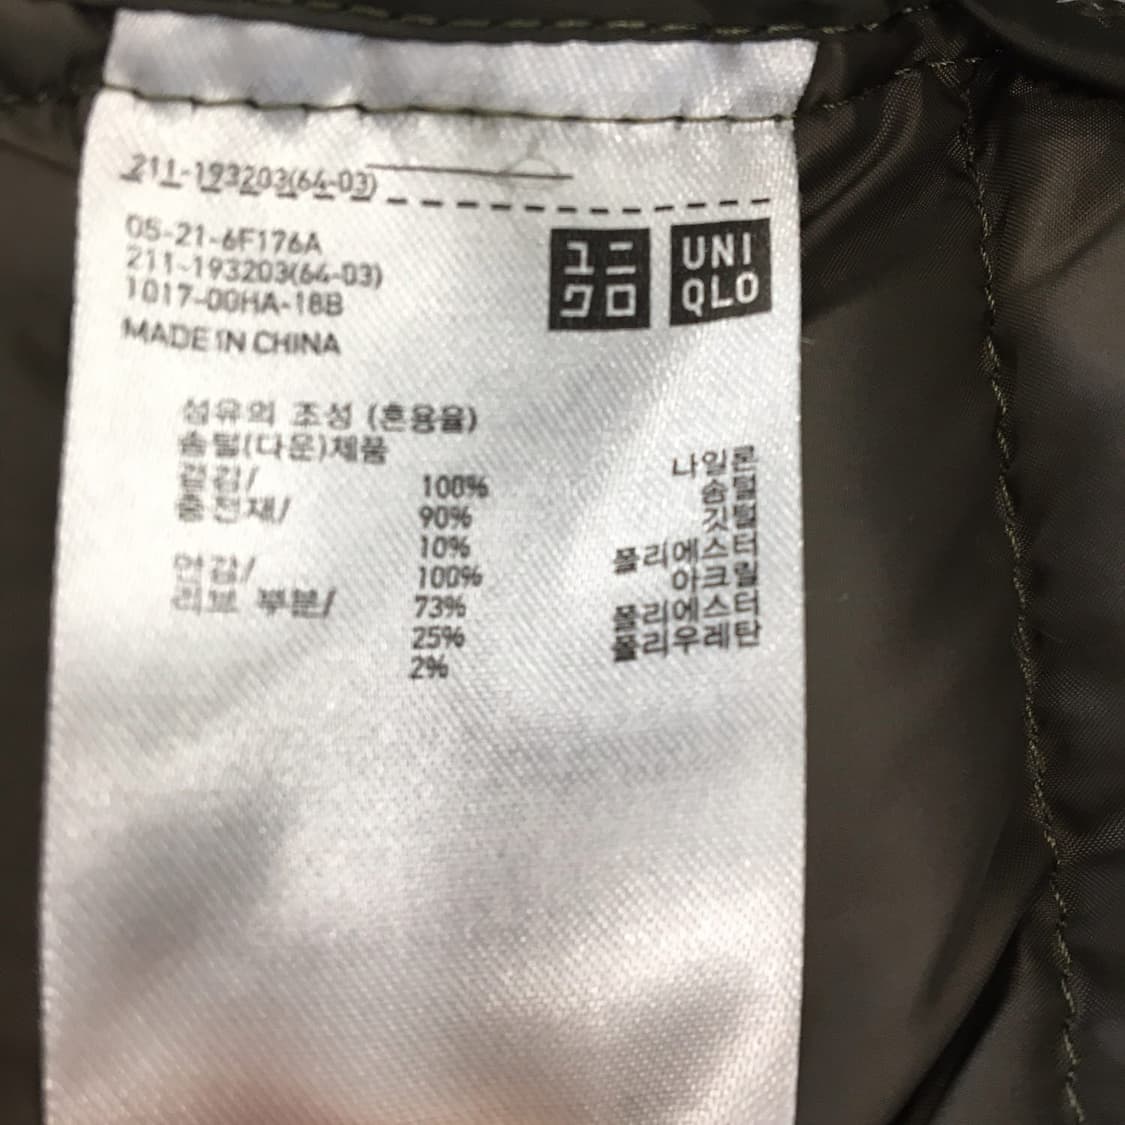 211-193203(64-03)
05-21-6F176A
211-193203(64-03)
1017-00HA-18B
MADE IN CHINA
ユニ
クロ
UNI
QLO
섬유의 조성 (혼용율)
솜털(다운)제품
겉감/ 100% 나일론
충전재/ 90% 솜털
10% 깃털
안감/ 100% 폴리에스터
리브 부분/ 73% 아크릴
25% 폴리에스터
2% 폴리우레탄